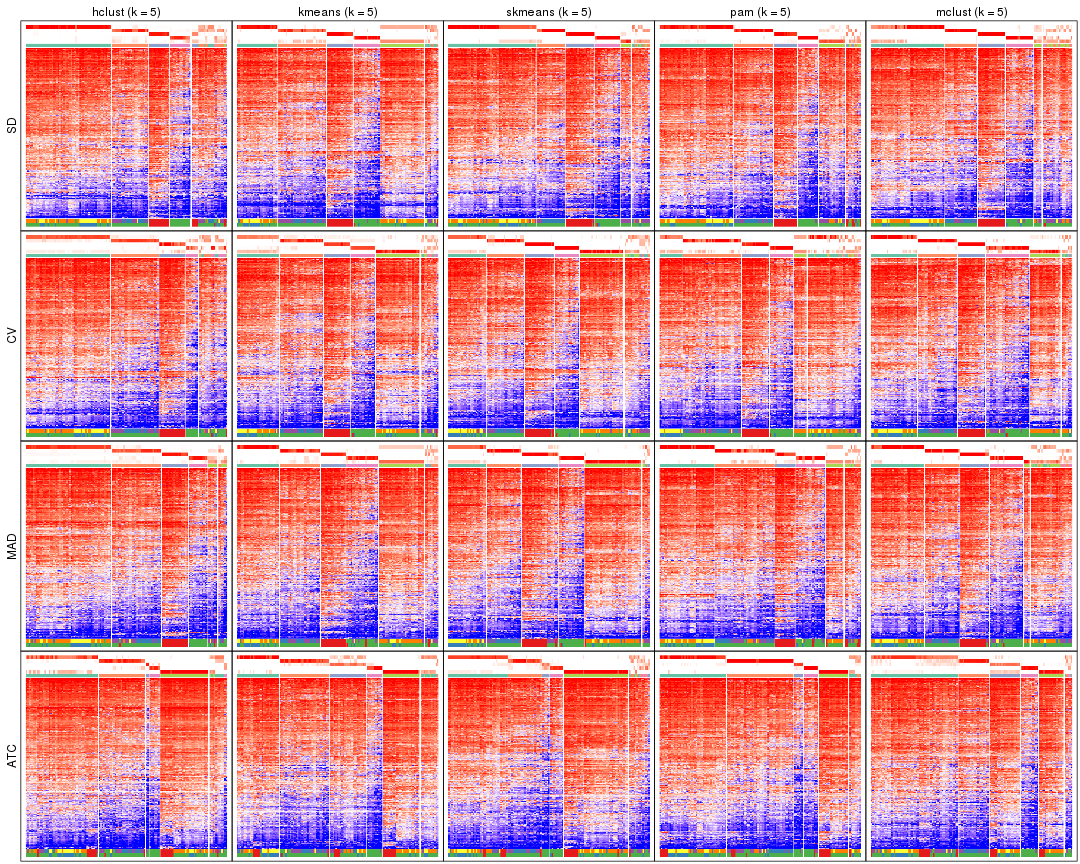 hclust (k = 5) kmeans (k = 5) skmeans (k = 5) pam (k = 5) mclust (k = 5)
SD
CV
MAD
ATC